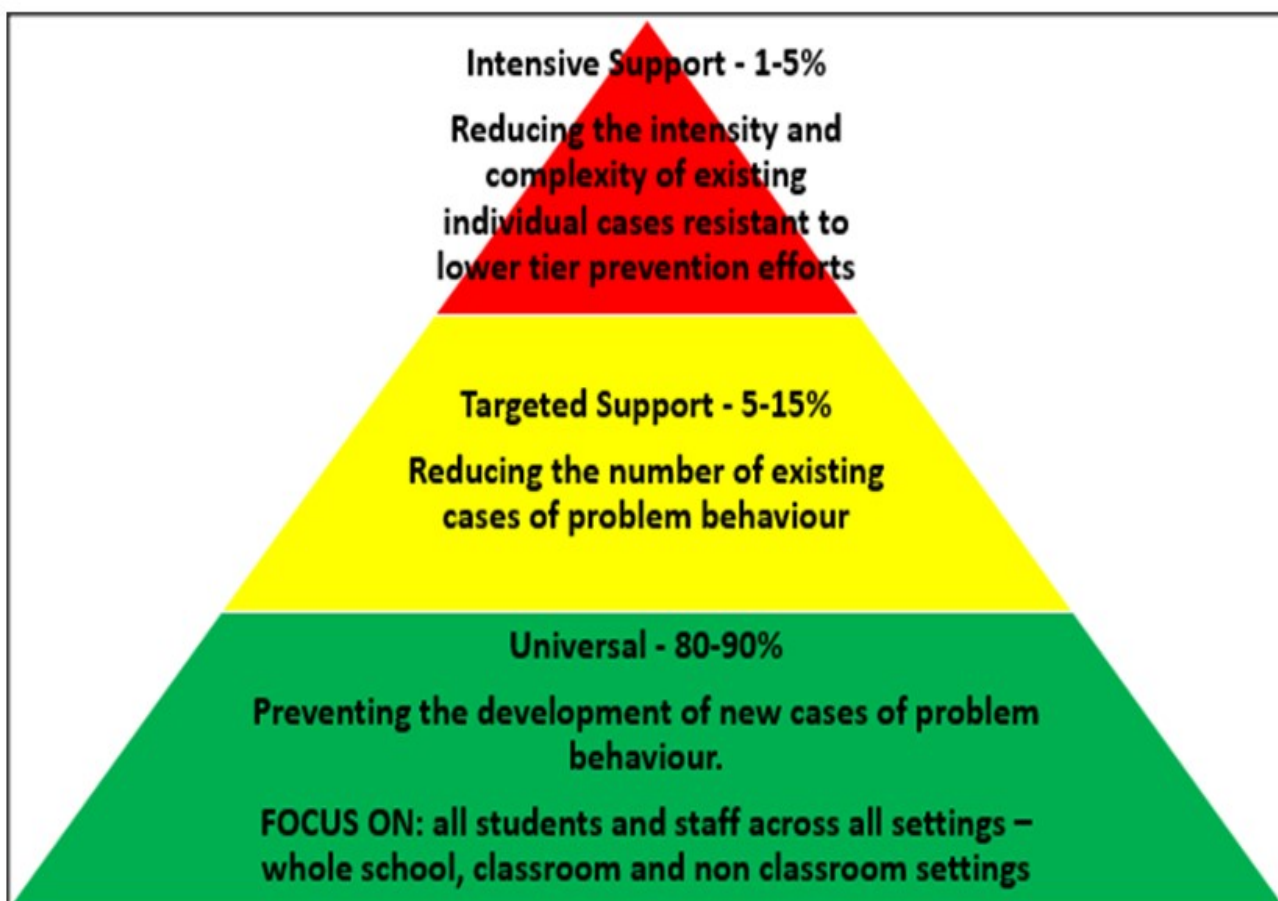 Intensive Support - 1-5%
Reducing the intensity and
complexity of existing
individual cases resistant to
lower tier prevention efforts
Targeted Support - 5-15%
Reducing the number of existing
cases of problem behaviour
Universal - 80-90%
Preventing the development of new cases of problem
behaviour.
FOCUS ON: all students and staff across all settings –
whole school, classroom and non classroom settings